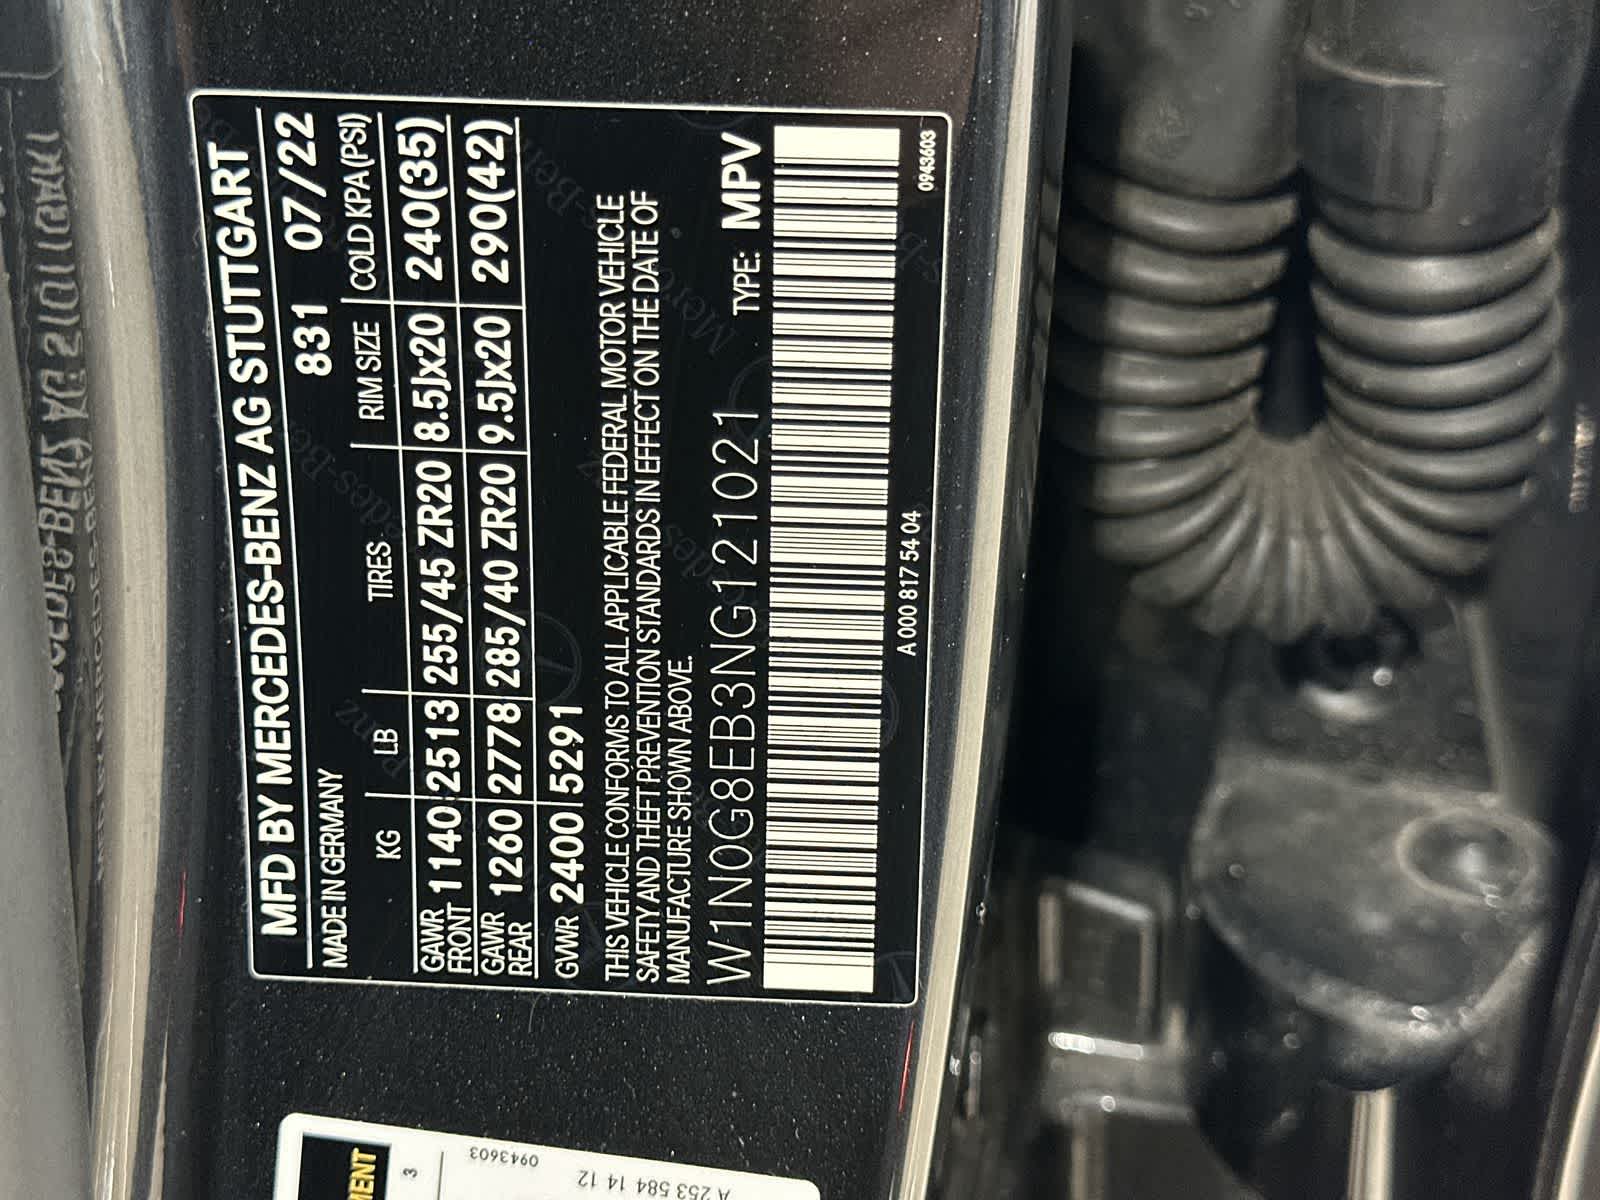 MFD BY MERCEDES-BENZ AG STUTTGART
MADE IN GERMANY 831 07/22
KG LB TIRES RIM SIZE COLD KPA (PSI)
GAWR FRONT 1140 2513 255/45 ZR20 8.5Jx20 240(35)
GAWR REAR 1260 2778 285/40 ZR20 9.5Jx20 290(42)
GWR 2400 5291
THIS VEHICLE CONFORMS TO ALL APPLICABLE FEDERAL MOTOR VEHICLE
SAFETY AND THEFT PREVENTION STANDARDS IN EFFECT ON THE DATE OF
MANUFACTURE SHOWN ABOVE.
W1N0G8EB3NG121021 TYPE: MPV
A 000 817 54 04 0943603
MENT
3
0943603
A 253 584 14 12